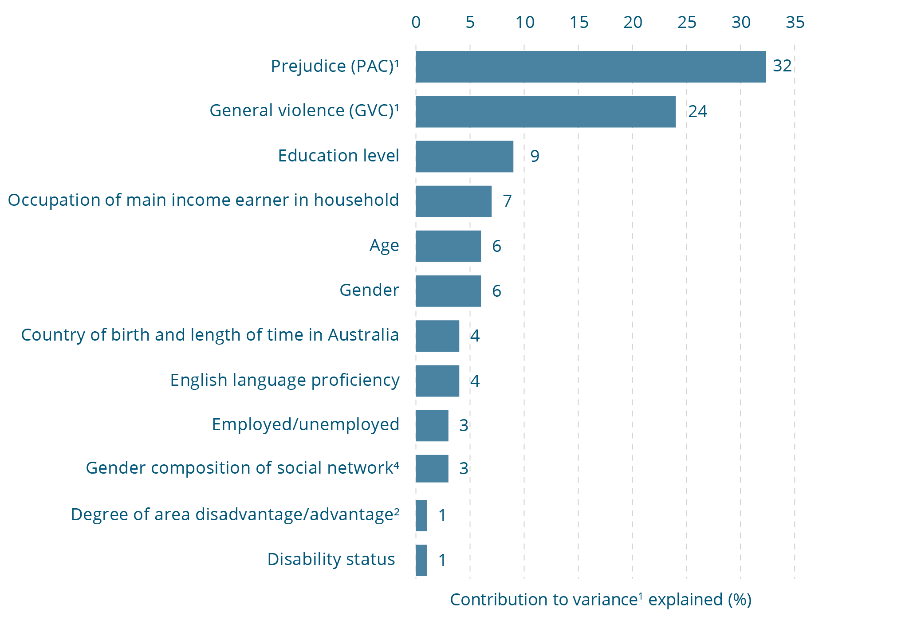 0 5 10 15 20 25 30 35
Prejudice (PAC)¹ 32
General violence (GVC)¹ 24
Education level 9
Occupation of main income earner in household 7
Age 6
Gender 6
Country of birth and length of time in Australia 4
English language proficiency 4
Employed/unemployed 3
Gender composition of social network⁴ 3
Degree of area disadvantage/advantage² 1
Disability status 1
Contribution to variance¹ explained (%)